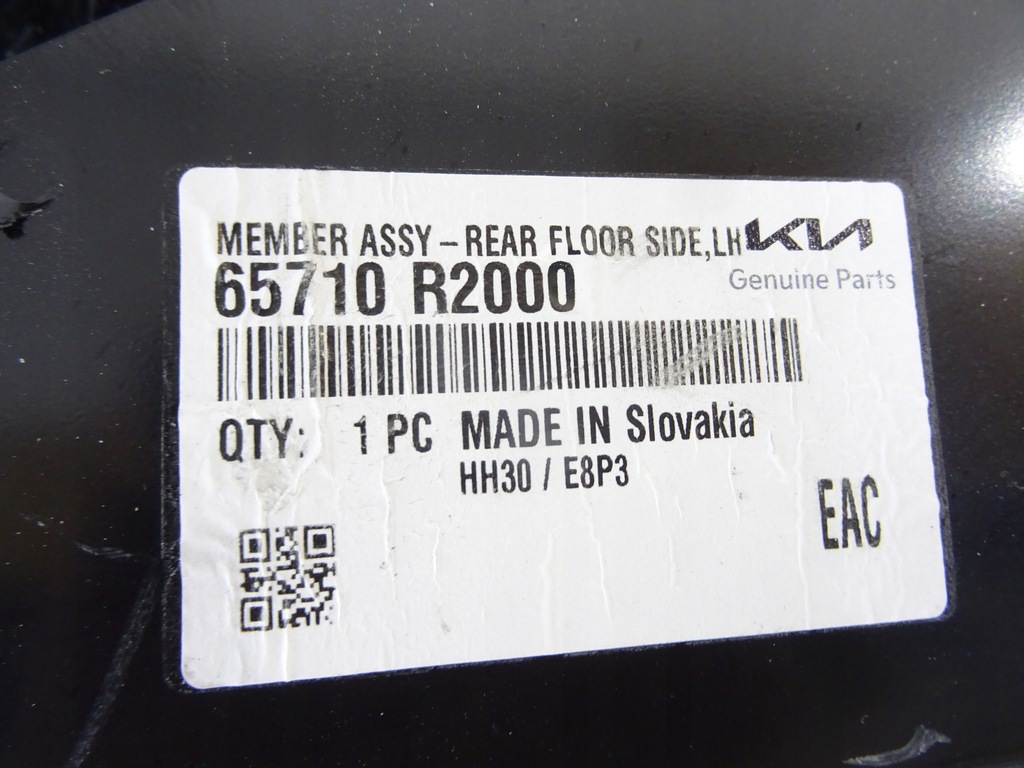 MEMBER ASSY-REAR FLOOR SIDE,LH
KIA
65710 R2000
Genuine Parts
QTY: 1 PC MADE IN Slovakia
HH30 / E8P3
EAC